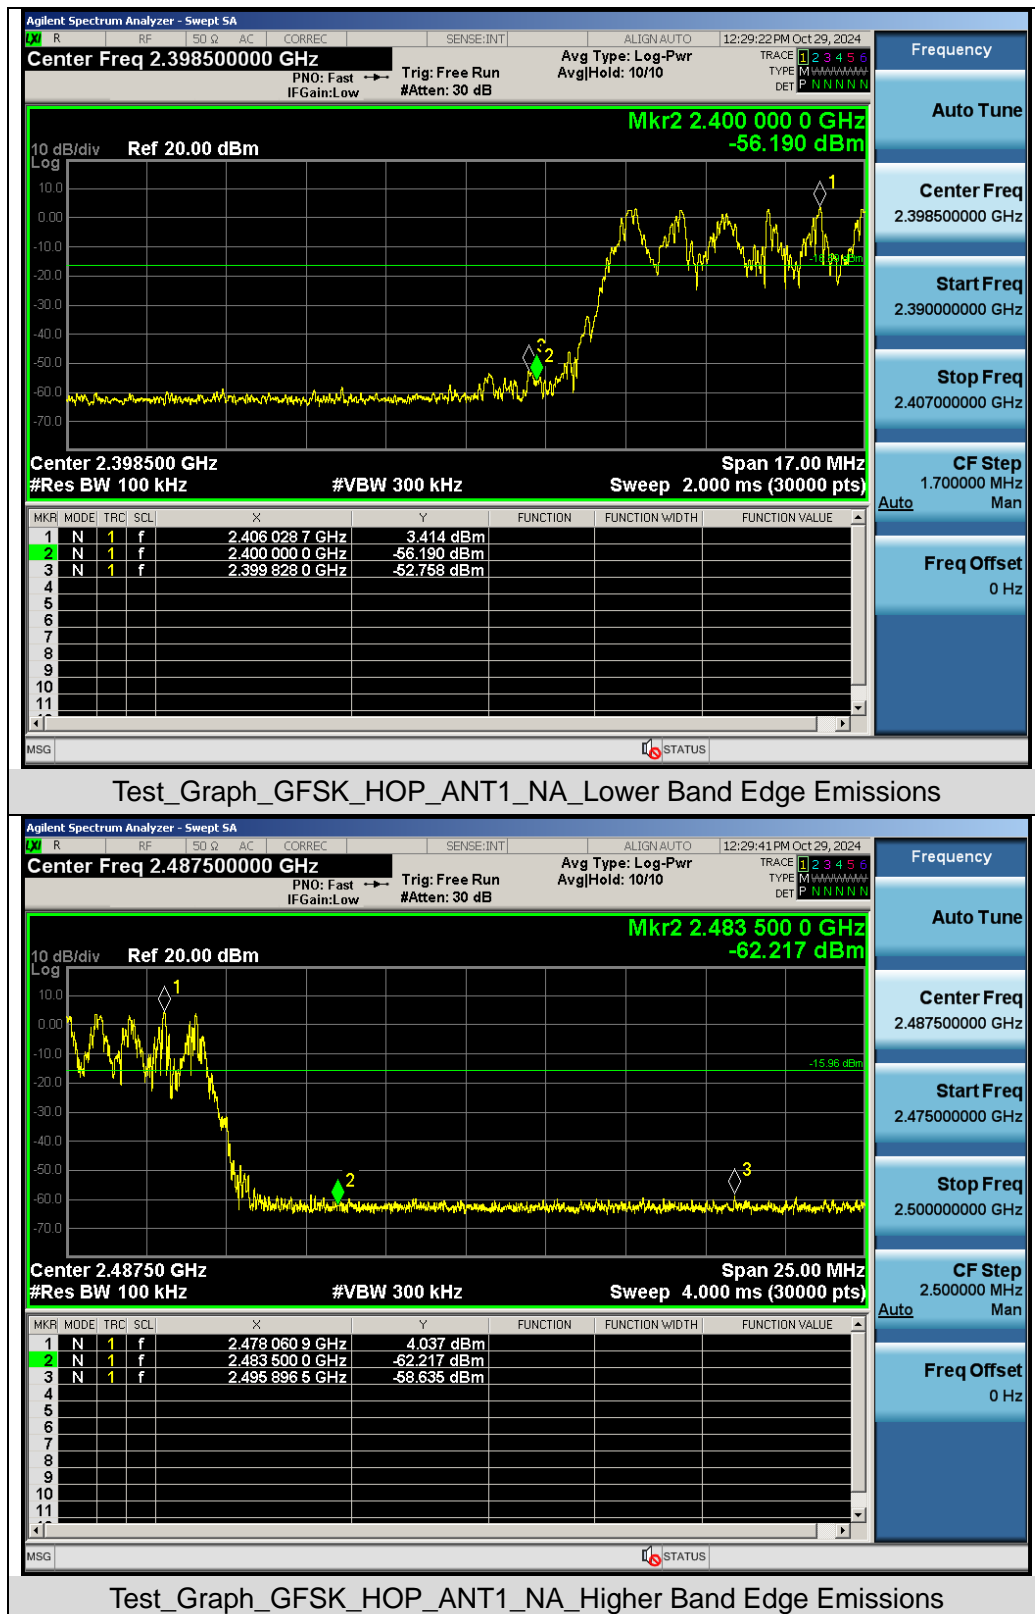 Agilent Spectrum Analyzer - Swept SA
LXI R RF 50 Ω AC CORREC SENSE:INT ALIGN AUTO 12:29:22 PM Oct 29, 2024
Center Freq 2.398500000 GHz
PNO: Fast
IFGain:Low
Trig: Free Run
#Atten: 30 dB
Avg Type: Log-Pwr
Avg|Hold: 10/10
TRACE 1 2 3 4 5 6
TYPE M
DET P N N N N N
Frequency
Auto Tune
Center Freq
2.398500000 GHz
Start Freq
2.390000000 GHz
Stop Freq
2.407000000 GHz
CF Step
1.700000 MHz
Auto Man
Freq Offset
0 Hz
Mkr2 2.400 000 0 GHz
-56.190 dBm
10 dB/div Ref 20.00 dBm
Log
10.0
0.00
-10.0
-20.0
-30.0
-40.0
-50.0
-60.0
-70.0
1
2
Center 2.398500 GHz Span 17.00 MHz
#Res BW 100 kHz #VBW 300 kHz Sweep 2.000 ms (30000 pts)
MKR MODE TRC SCL X Y FUNCTION FUNCTION WIDTH FUNCTION VALUE
1 N 1 f 2.406 028 7 GHz 3.414 dBm
2 N 1 f 2.400 000 0 GHz -56.190 dBm
3 N 1 f 2.399 828 0 GHz -52.758 dBm
4
5
6
7
8
9
10
11
MSG STATUS
Test_Graph_GFSK_HOP_ANT1_NA_Lower Band Edge Emissions
Agilent Spectrum Analyzer - Swept SA
LXI R RF 50 Ω AC CORREC SENSE:INT ALIGN AUTO 12:29:41 PM Oct 29, 2024
Center Freq 2.487500000 GHz
PNO: Fast
IFGain:Low
Trig: Free Run
#Atten: 30 dB
Avg Type: Log-Pwr
Avg|Hold: 10/10
TRACE 1 2 3 4 5 6
TYPE M
DET P N N N N N
Frequency
Auto Tune
Center Freq
2.487500000 GHz
Start Freq
2.475000000 GHz
Stop Freq
2.500000000 GHz
CF Step
2.500000 MHz
Auto Man
Freq Offset
0 Hz
Mkr2 2.483 500 0 GHz
-62.217 dBm
10 dB/div Ref 20.00 dBm
Log
10.0
0.00
-10.0
-20.0
-30.0
-40.0
-50.0
-60.0
-70.0
1
-15.96 dBm
2
3
Center 2.48750 GHz Span 25.00 MHz
#Res BW 100 kHz #VBW 300 kHz Sweep 4.000 ms (30000 pts)
MKR MODE TRC SCL X Y FUNCTION FUNCTION WIDTH FUNCTION VALUE
1 N 1 f 2.478 060 9 GHz 4.037 dBm
2 N 1 f 2.483 500 0 GHz -62.217 dBm
3 N 1 f 2.495 896 5 GHz -58.635 dBm
4
5
6
7
8
9
10
11
MSG STATUS
Test_Graph_GFSK_HOP_ANT1_NA_Higher Band Edge Emissions